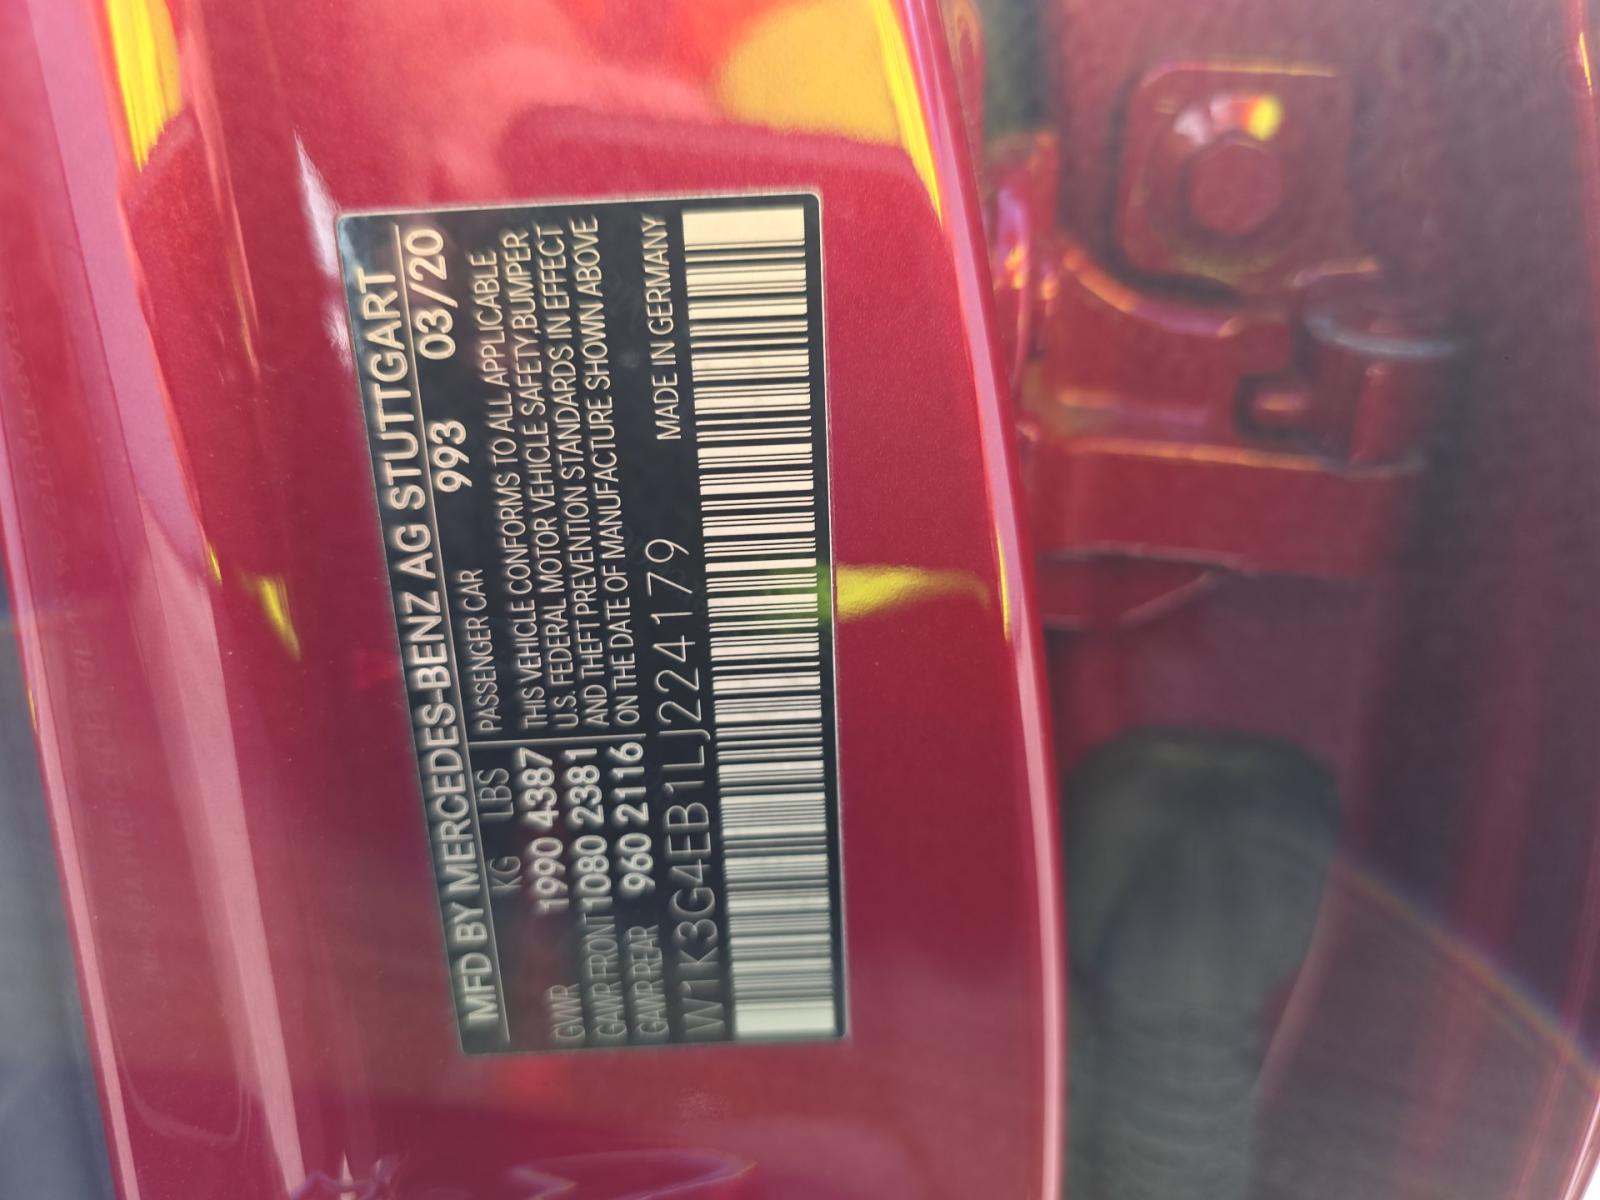 MFD BY MERCEDES-BENZ AG STUTTGART
993 03/20
KG LBS PASSENGER CAR
GVWR 1990 4387 THIS VEHICLE CONFORMS TO ALL APPLICABLE
GAWR FRONT 1080 2381 U.S. FEDERAL MOTOR VEHICLE SAFETY,BUMPER
GAWR REAR 960 2116 AND THEFT PREVENTION STANDARDS IN EFFECT
ON THE DATE OF MANUFACTURE SHOWN ABOVE
W1K3G4EB1LJ224179 MADE IN GERMANY